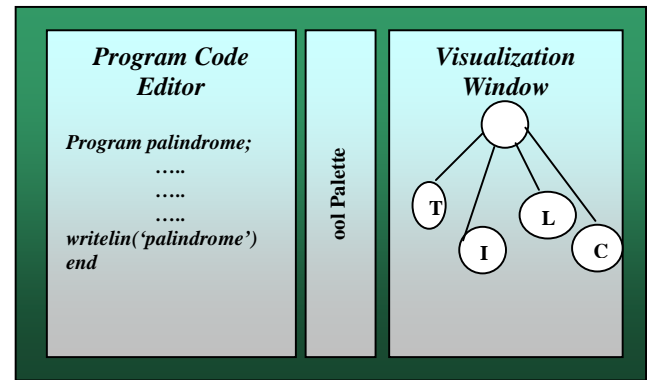 Program Code
Editor
Program palindrome;
…..
…..
…..
writelin(‘palindrome’)
end
ool Palette
Visualization
Window
T
I
L
C